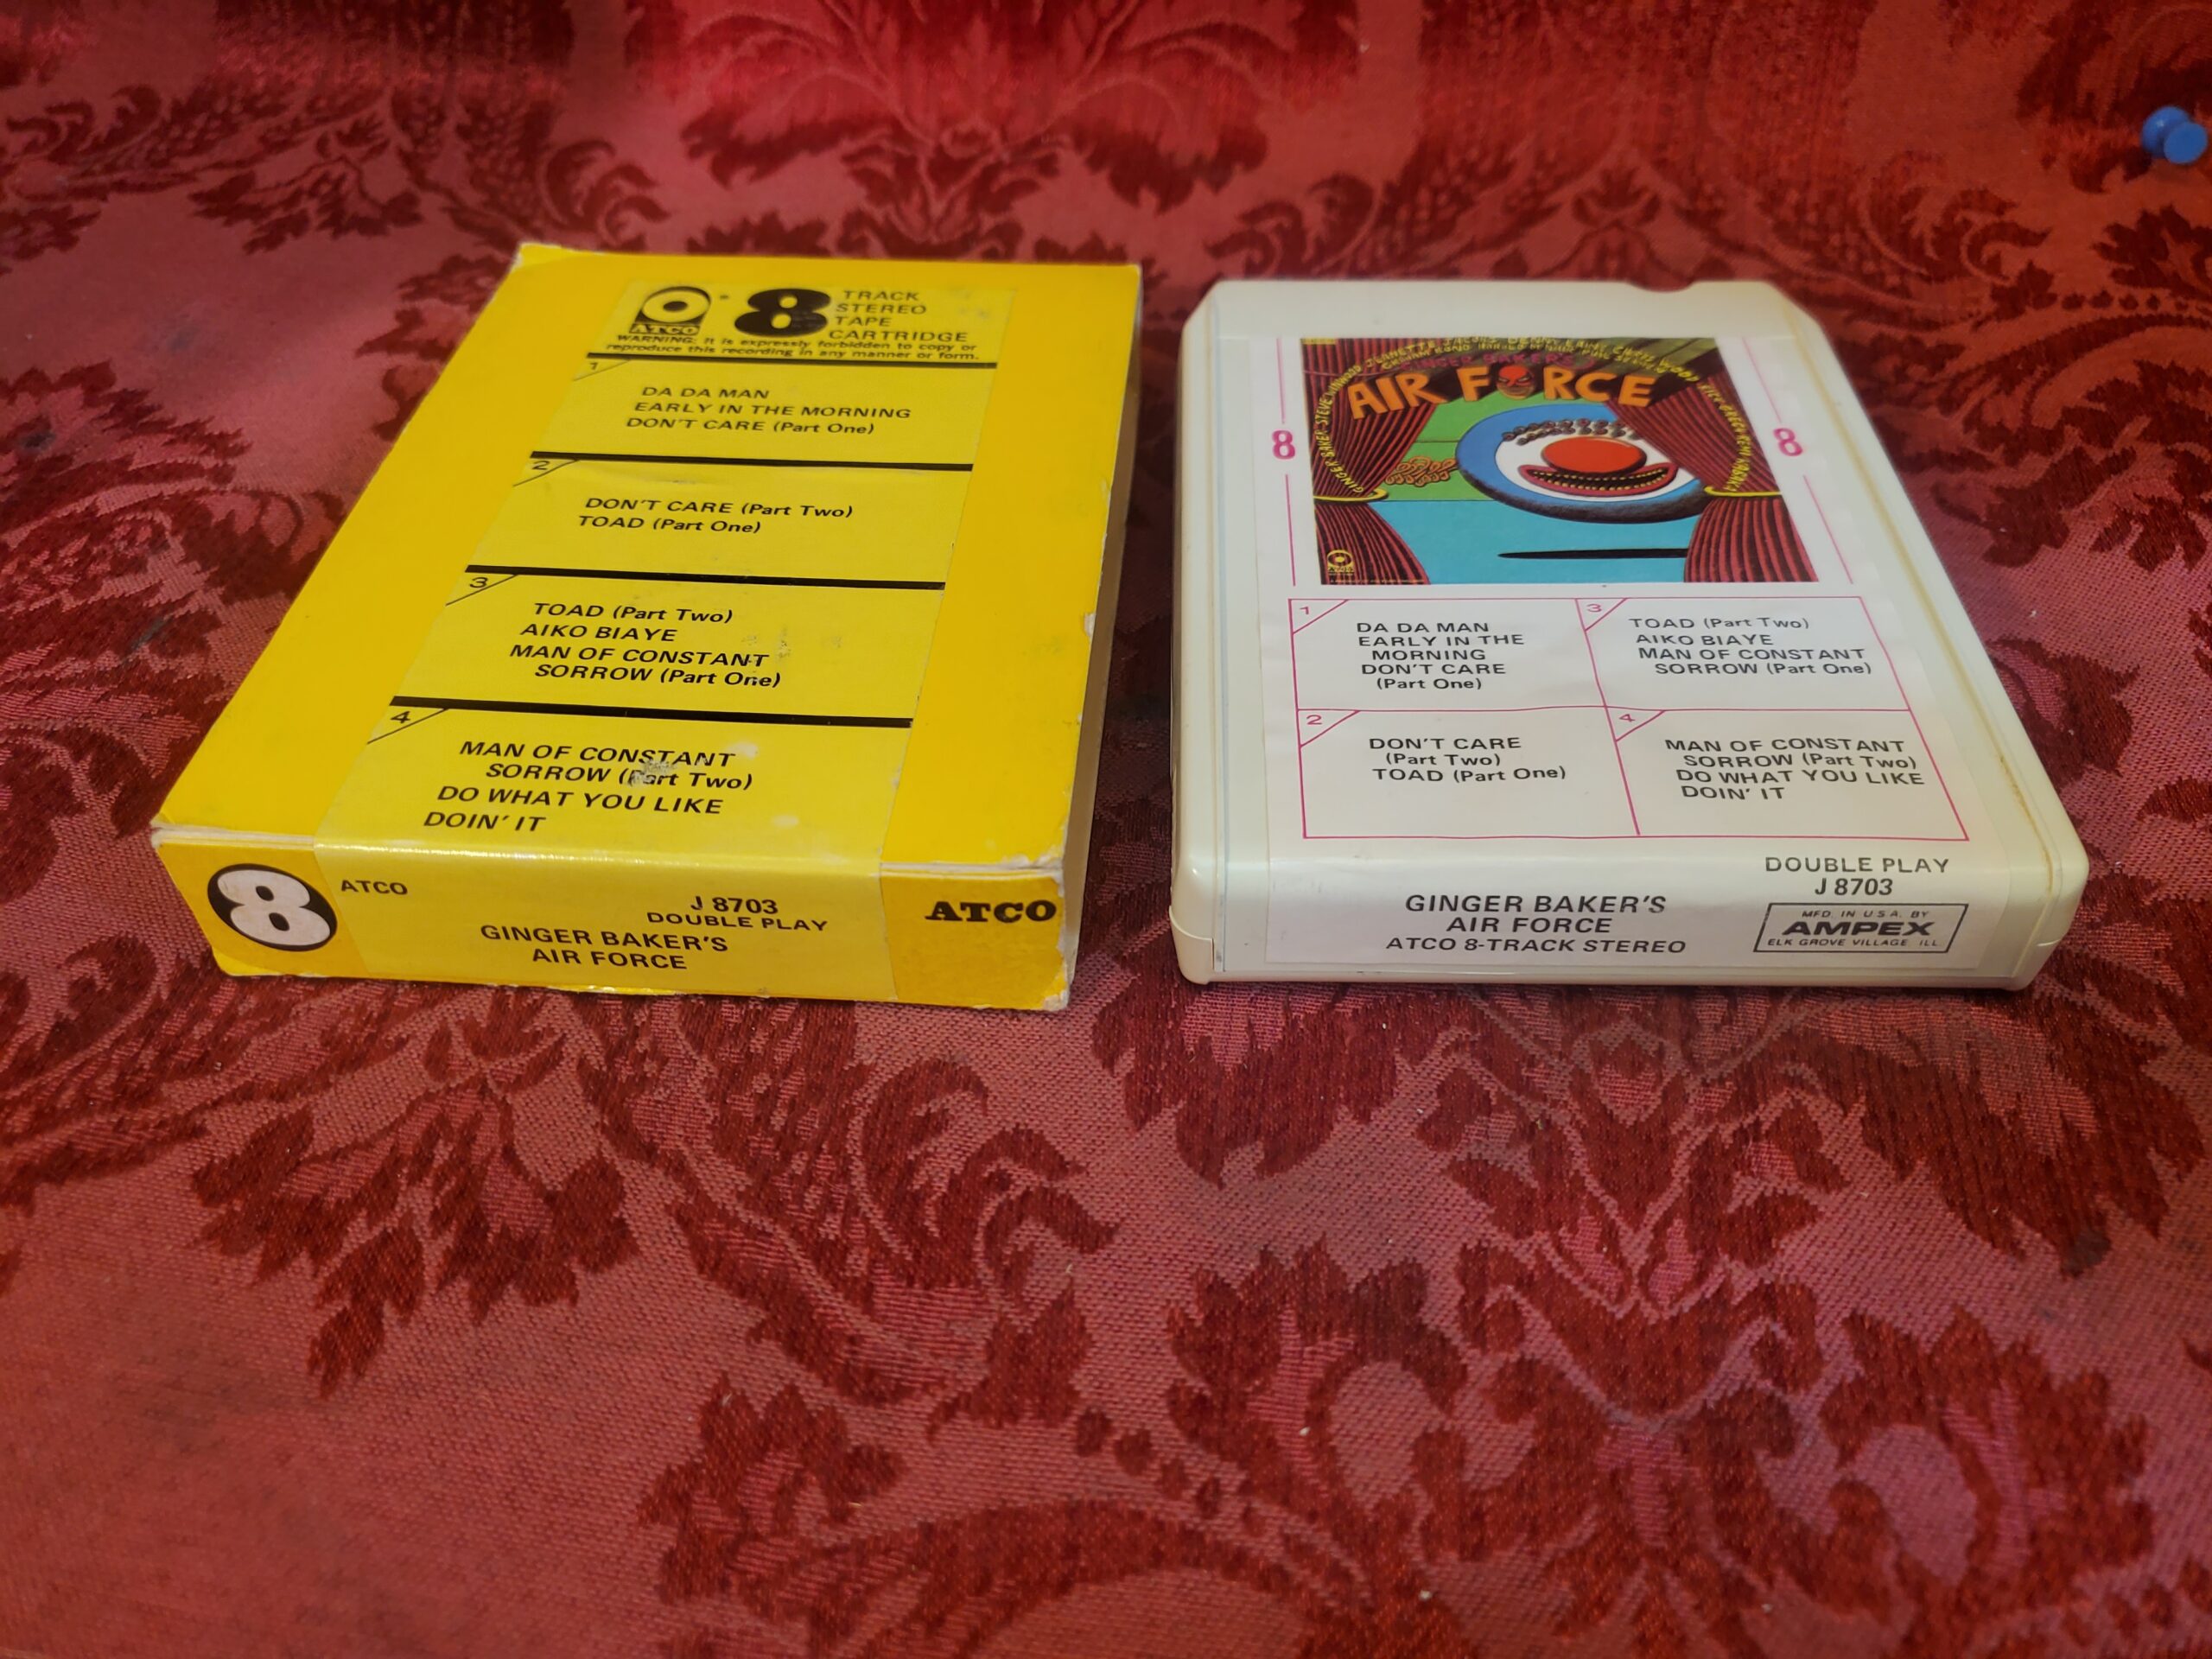 ATCO
8
TRACK
STEREO
TAPE
CARTRIDGE
WARNING: It is expressly forbidden to copy or
reproduce this recording in any manner or form.
1
DA DA MAN
EARLY IN THE MORNING
DON'T CARE (Part One)
2
DON'T CARE (Part Two)
TOAD (Part One)
3
TOAD (Part Two)
AIKO BIAYE
MAN OF CONSTANT
SORROW (Part One)
4
MAN OF CONSTANT
SORROW (Part Two)
DO WHAT YOU LIKE
DOIN' IT
8
ATCO
J 8703
DOUBLE PLAY
GINGER BAKER'S
AIR FORCE
ATCO
GINGER BAKER'S
AIR FORCE
8
8
1
DA DA MAN
EARLY IN THE
MORNING
DON'T CARE
(Part One)
2
DON'T CARE
(Part Two)
TOAD (Part One)
3
TOAD (Part Two)
AIKO BIAYE
MAN OF CONSTANT
SORROW (Part One)
4
MAN OF CONSTANT
SORROW (Part Two)
DO WHAT YOU LIKE
DOIN' IT
DOUBLE PLAY
J 8703
GINGER BAKER'S
AIR FORCE
ATCO 8-TRACK STEREO
MFD. IN U.S.A. BY
AMPEX
ELK GROVE VILLAGE ILL